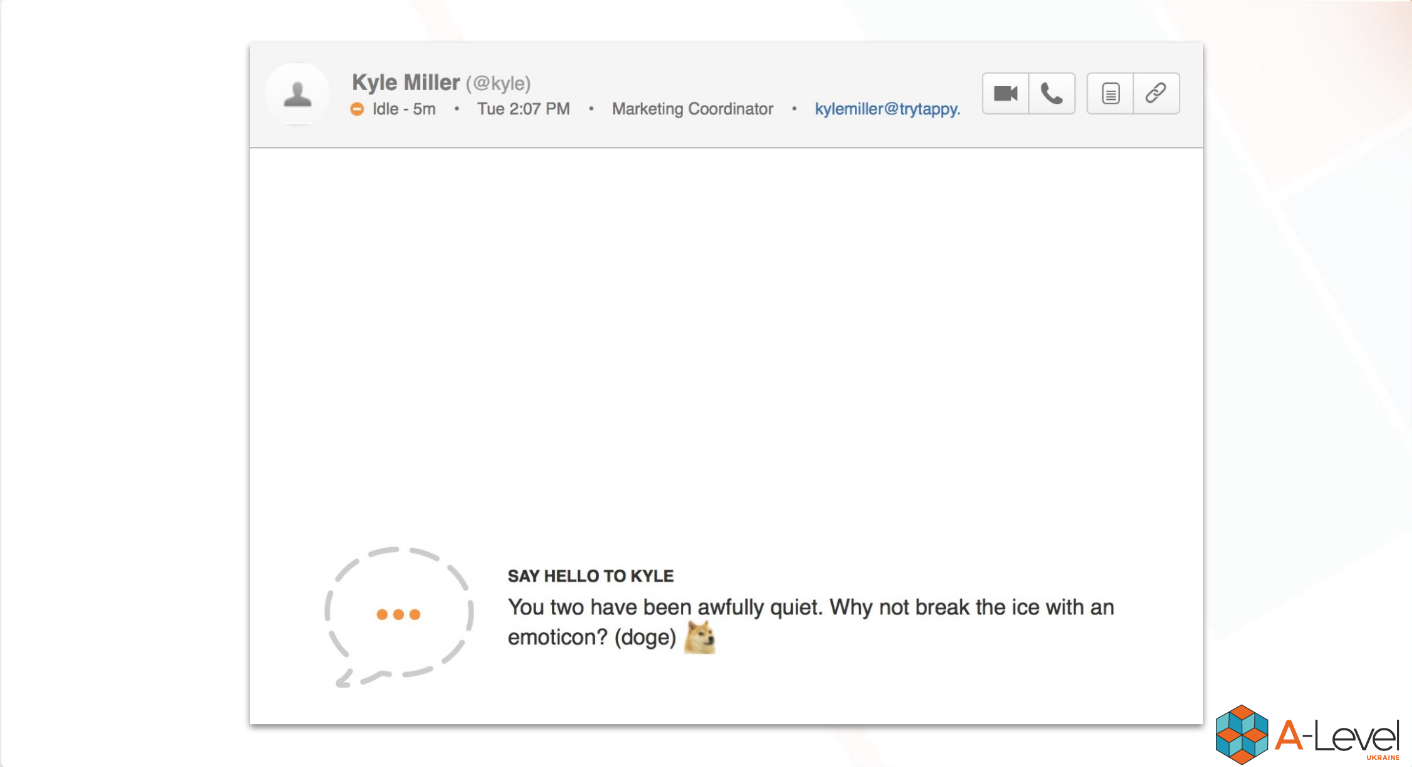 Kyle Miller (@kyle)
Idle - 5m • Tue 2:07 PM • Marketing Coordinator • kylemiller@trytappy.
SAY HELLO TO KYLE
You two have been awfully quiet. Why not break the ice with an
emoticon? (doge)
A-Level
UKRAINE